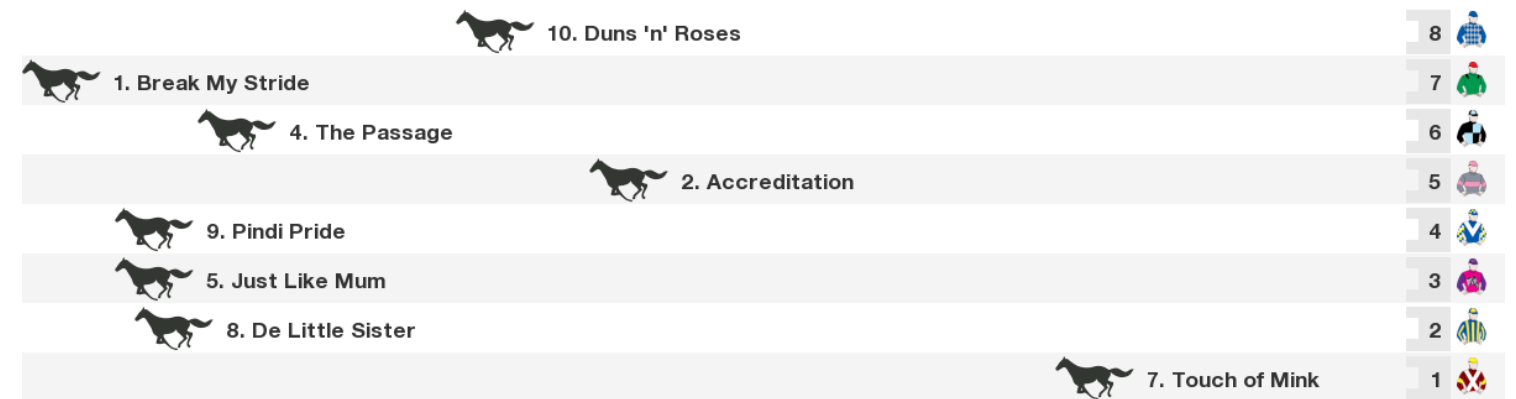 10. Duns 'n' Roses 8
1. Break My Stride 7
4. The Passage 6
2. Accreditation 5
9. Pindi Pride 4
5. Just Like Mum 3
8. De Little Sister 2
7. Touch of Mink 1